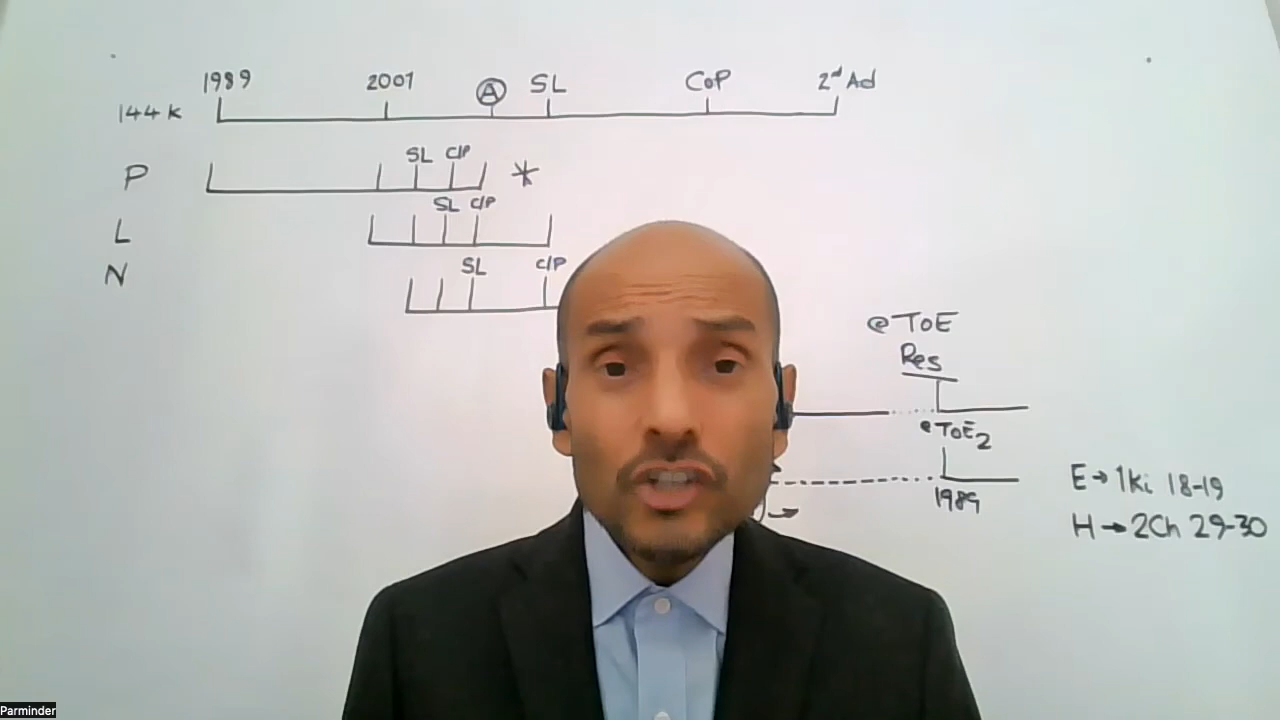 1989 2001 Ⓐ SL CoP 2nd Ad
144k
SL C/P
P *
SL C/P
L
N SL C/P
@ToE
Res
@ToE2
1989
E→1Ki 18-19
H→2Ch 29-30
Parminder